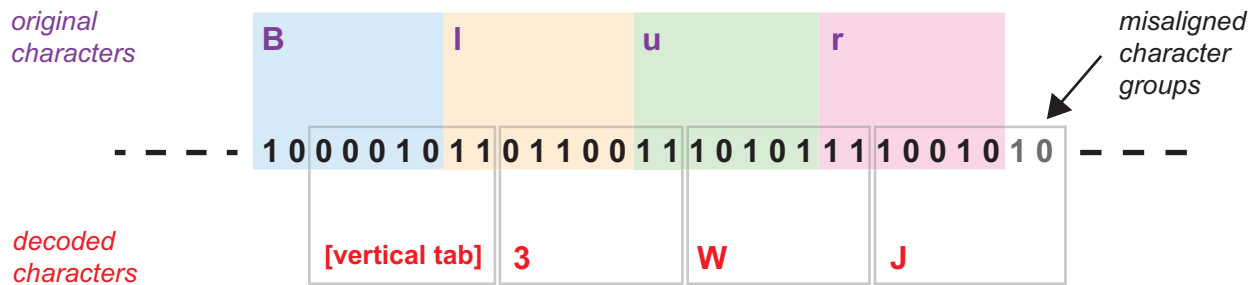 original
characters
B l u r
misaligned
character
groups
- - - - 1 0 0 0 0 1 0 1 1 0 1 1 0 0 1 1 1 0 1 0 1 1 1 1 0 0 1 0 1 0 - - -
decoded
characters
[vertical tab] 3 W J